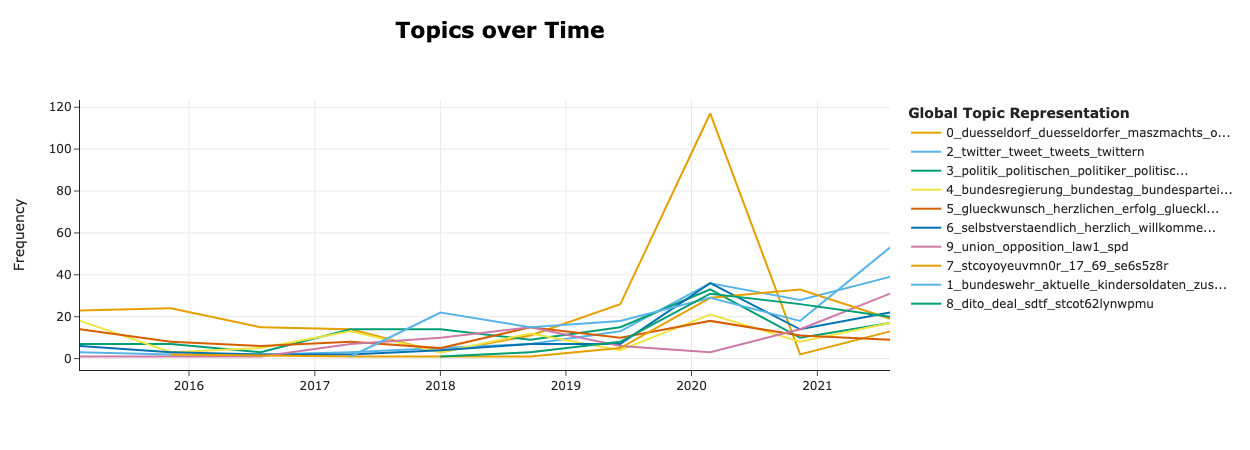 Topics over Time
Global Topic Representation
0_duesseldorf_duesseldorfer_maszmachts_o...
2_twitter_tweet_tweets_twittern
3_politik_politischen_politiker_politisc...
4_bundesregierung_bundestag_bundespartei...
5_glueckwunsch_herzlichen_erfolg_glueckl...
6_selbstverstaendlich_herzlich_willkomme...
9_union_opposition_law1_spd
7_stcoyoyeuvmn0r_17_69_se6s5z8r
1_bundeswehr_aktuelle_kindersoldaten_zus...
8_dito_deal_sdtf_stcot62lynwpmu
Frequency
120
100
80
60
40
20
0
2016 2017 2018 2019 2020 2021